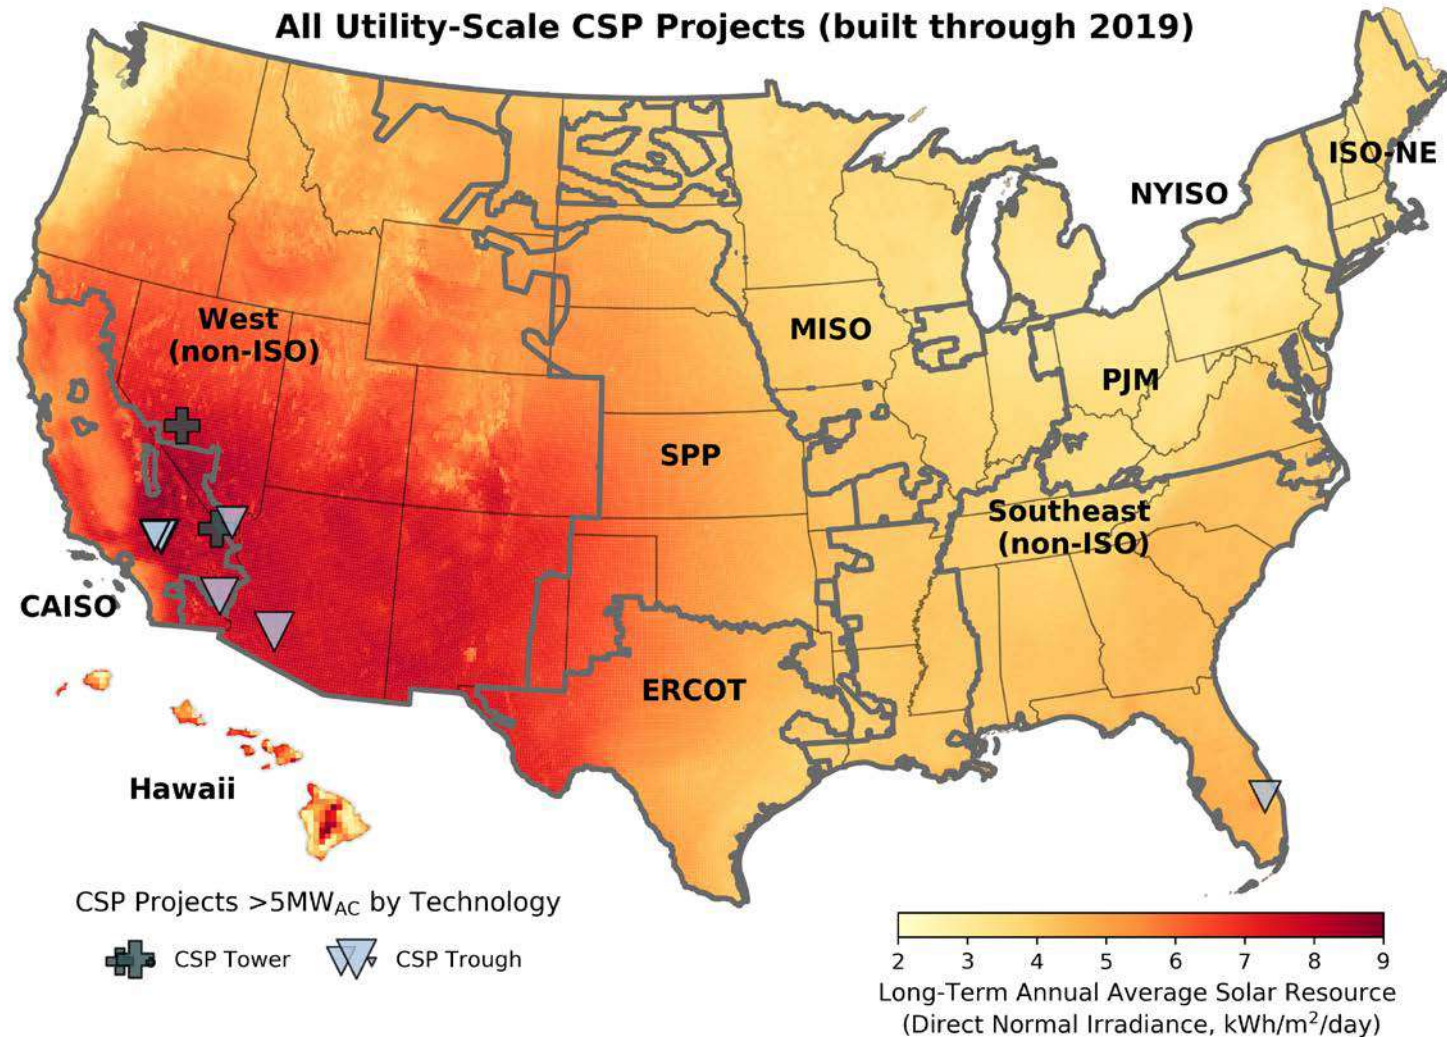 All Utility-Scale CSP Projects (built through 2019)
ISO-NE
NYISO
West
(non-ISO)
MISO
PJM
SPP
Southeast
(non-ISO)
CAISO
ERCOT
Hawaii
CSP Projects >5MWAC by Technology
CSP Tower
CSP Trough
2 3 4 5 6 7 8 9
Long-Term Annual Average Solar Resource
(Direct Normal Irradiance, kWh/m²/day)